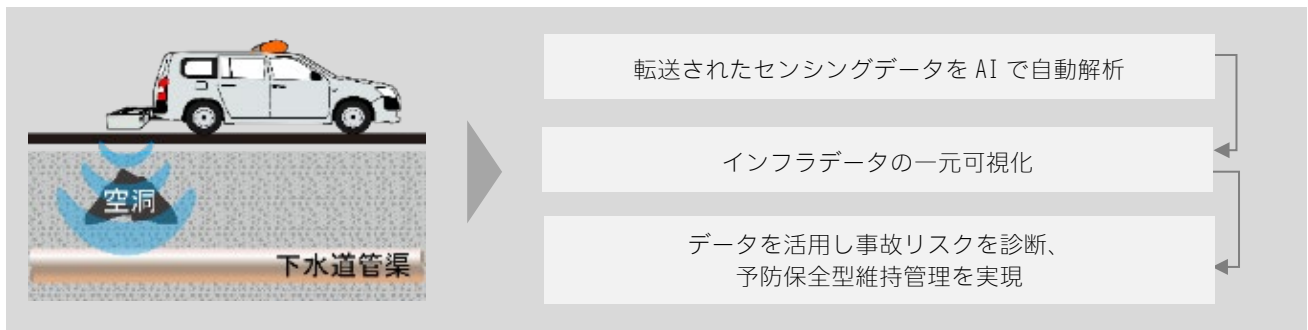 空洞
下水道管渠
転送されたセンシングデータを AI で自動解析
インフラデータの一元可視化
データを活用し事故リスクを診断、
予防保全型維持管理を実現